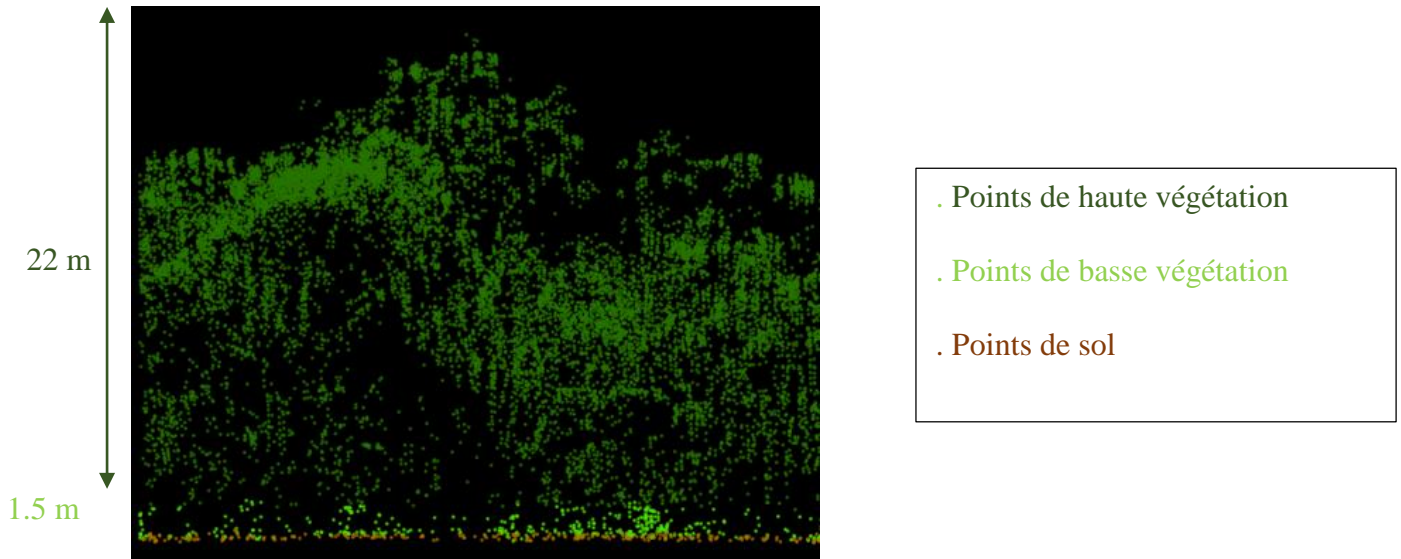 22 m
1.5 m
. Points de haute végétation
. Points de basse végétation
. Points de sol